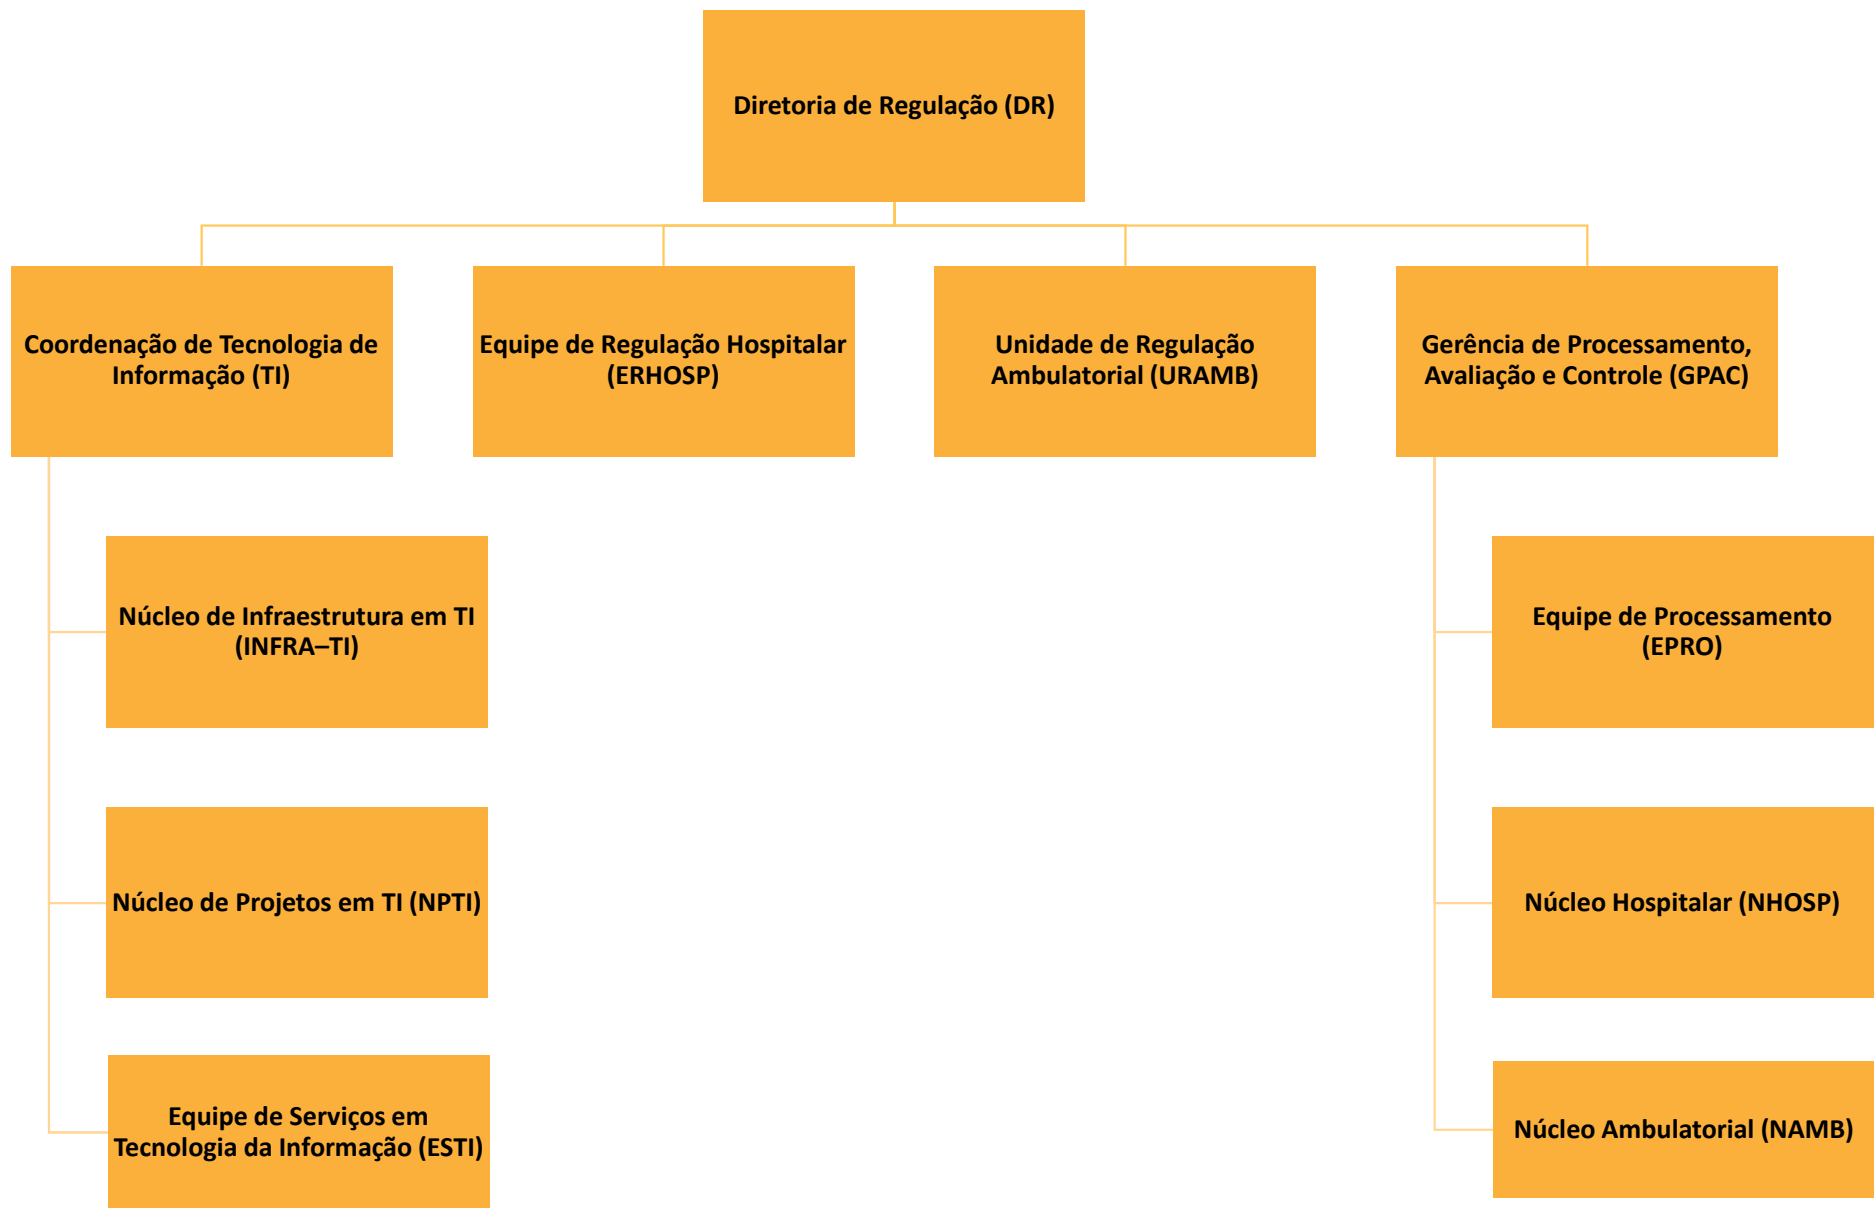 Diretoria de Regulação (DR)
Coordenação de Tecnologia de
Informação (TI)
Equipe de Regulação Hospitalar
(ERHOSP)
Unidade de Regulação
Ambulatorial (URAMB)
Gerência de Processamento,
Avaliação e Controle (GPAC)
Núcleo de Infraestrutura em TI
(INFRA–TI)
Equipe de Processamento
(EPRO)
Núcleo de Projetos em TI (NPTI)
Núcleo Hospitalar (NHOSP)
Equipe de Serviços em
Tecnologia da Informação (ESTI)
Núcleo Ambulatorial (NAMB)